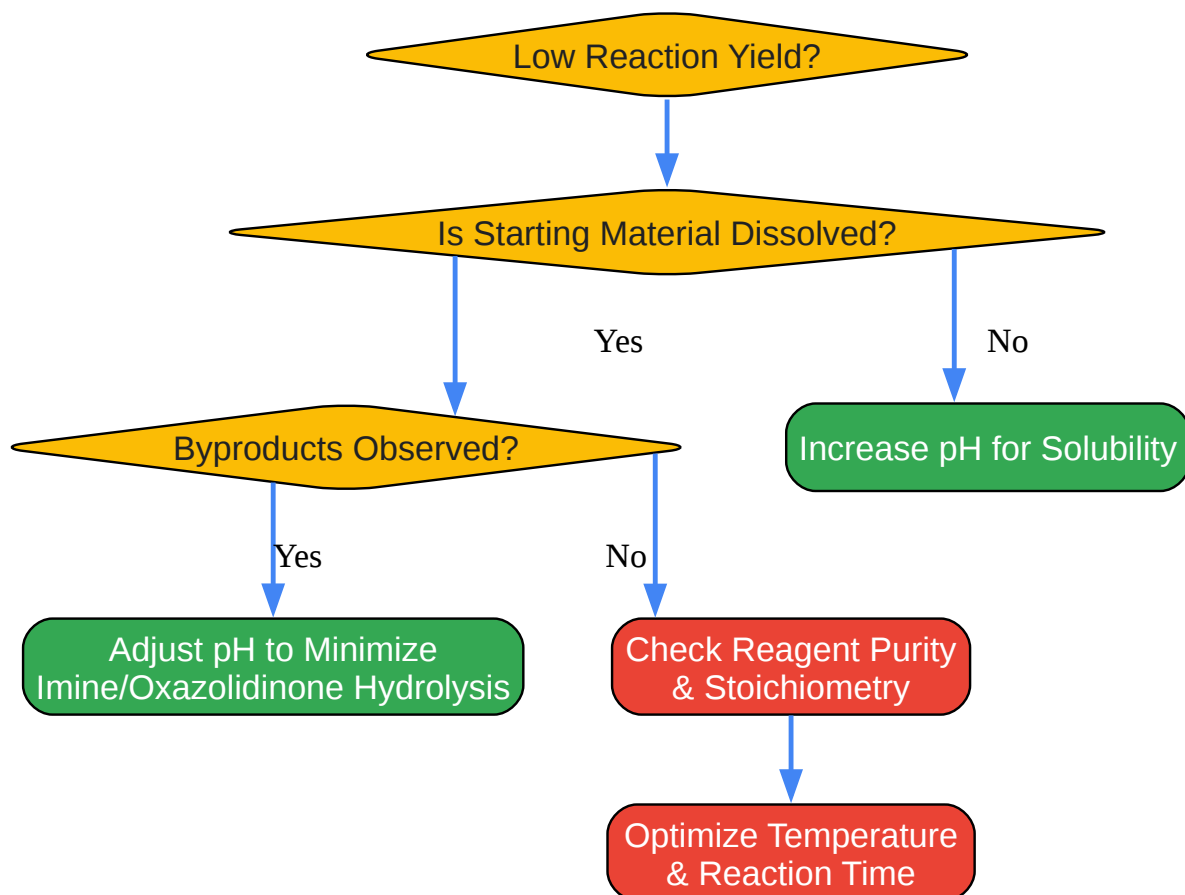 Low Reaction Yield?
Is Starting Material Dissolved?
Yes
No
Byproducts Observed?
Increase pH for Solubility
Yes
No
Adjust pH to Minimize
Imine/Oxazolidinone Hydrolysis
Check Reagent Purity
& Stoichiometry
Optimize Temperature
& Reaction Time